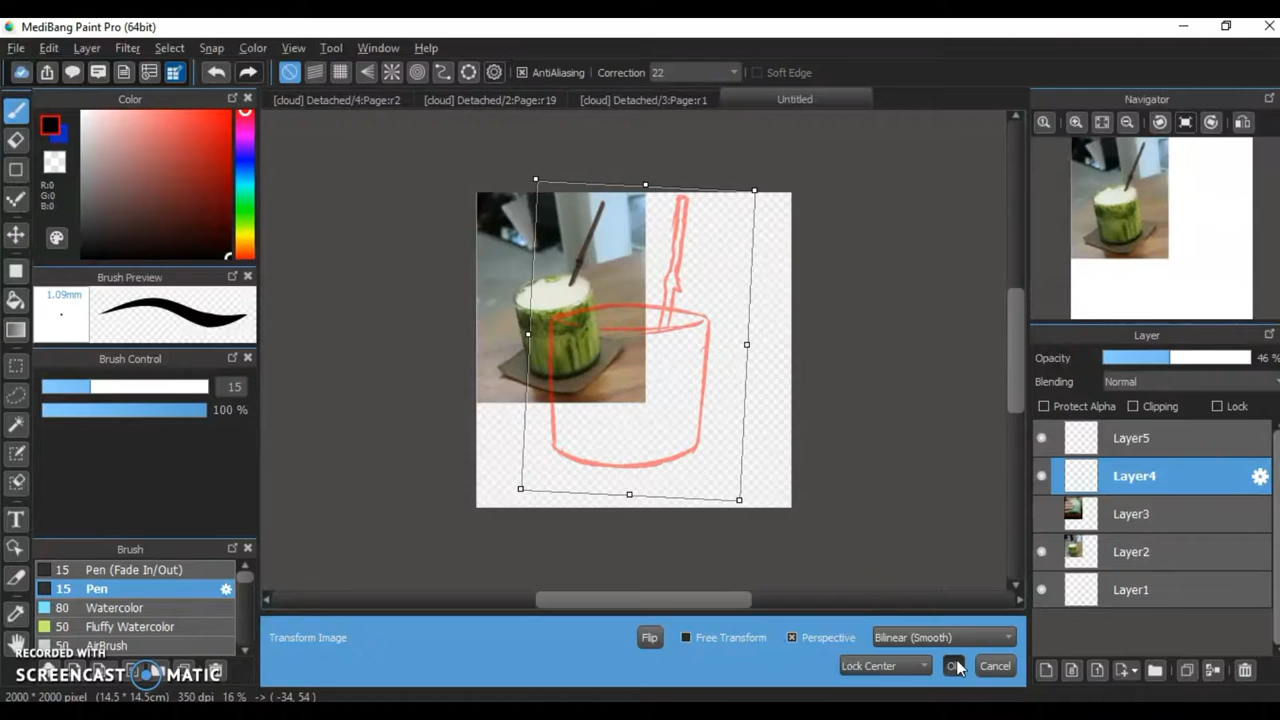 MediBang Paint Pro (64bit)
File Edit Layer Filter Select Snap Color View Tool Window Help
AntiAliasing Correction 22 Soft Edge
Color
[cloud] Detached/4:Page:r2 [cloud] Detached/2:Page:r19 [cloud] Detached/3:Page:r1 Untitled
Navigator
R:0
G:0
B:0
Brush Preview
1.09mm
Brush Control
15
100 %
Brush
15 Pen (Fade In/Out)
15 Pen
80 Watercolor
50 Fluffy Watercolor
50 AirBrush
Layer
Opacity 46 %
Blending Normal
Protect Alpha Clipping Lock
Layer5
Layer4
Layer3
Layer2
Layer1
Transform Image Flip Free Transform Perspective Bilinear (Smooth)
Lock Center Cancel
RECORDED WITH
SCREENCAST MATIC
2000 * 2000 pixel (14.5 * 14.5cm) 350 dpi 16 % -> ( -34, 54 )